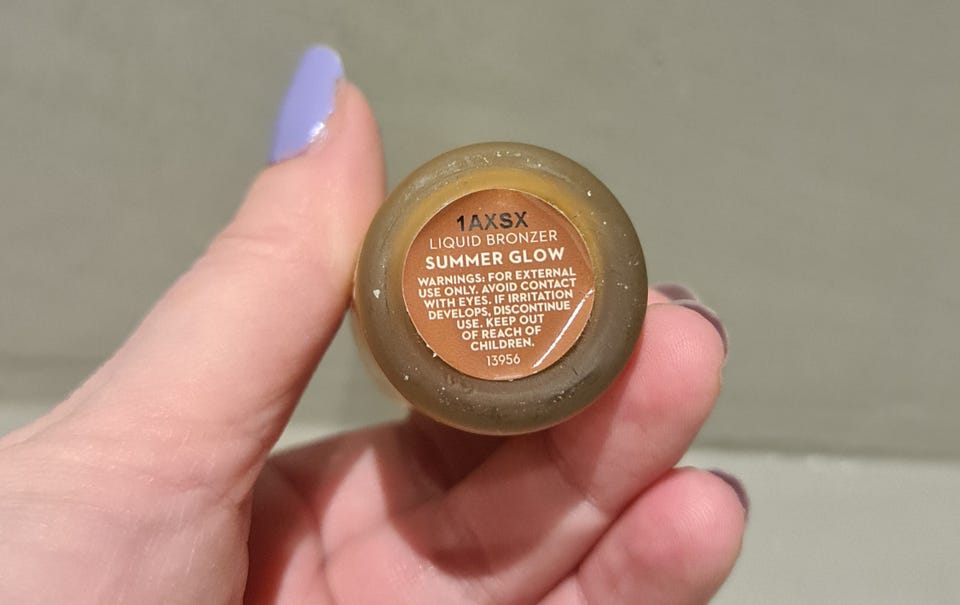 1AXSX
LIQUID BRONZER
SUMMER GLOW
WARNINGS: FOR EXTERNAL
USE ONLY. AVOID CONTACT
WITH EYES. IF IRRITATION
DEVELOPS, DISCONTINUE
USE. KEEP OUT
OF REACH OF
CHILDREN.
13956